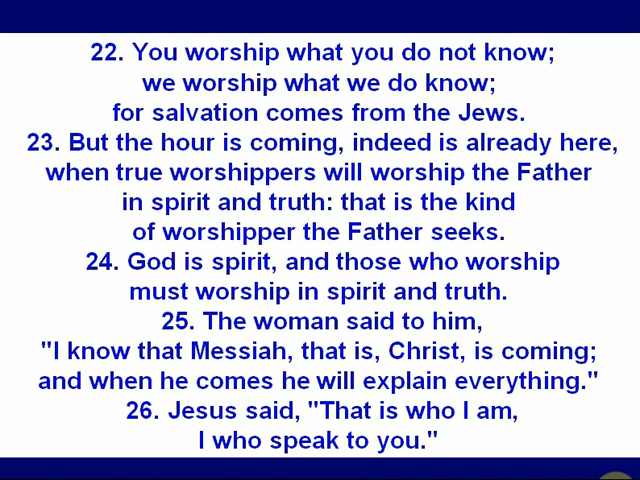 22. You worship what you do not know;
we worship what we do know;
for salvation comes from the Jews.
23. But the hour is coming, indeed is already here,
when true worshippers will worship the Father
in spirit and truth: that is the kind
of worshipper the Father seeks.
24. God is spirit, and those who worship
must worship in spirit and truth.
25. The woman said to him,
"I know that Messiah, that is, Christ, is coming;
and when he comes he will explain everything."
26. Jesus said, "That is who I am,
I who speak to you."